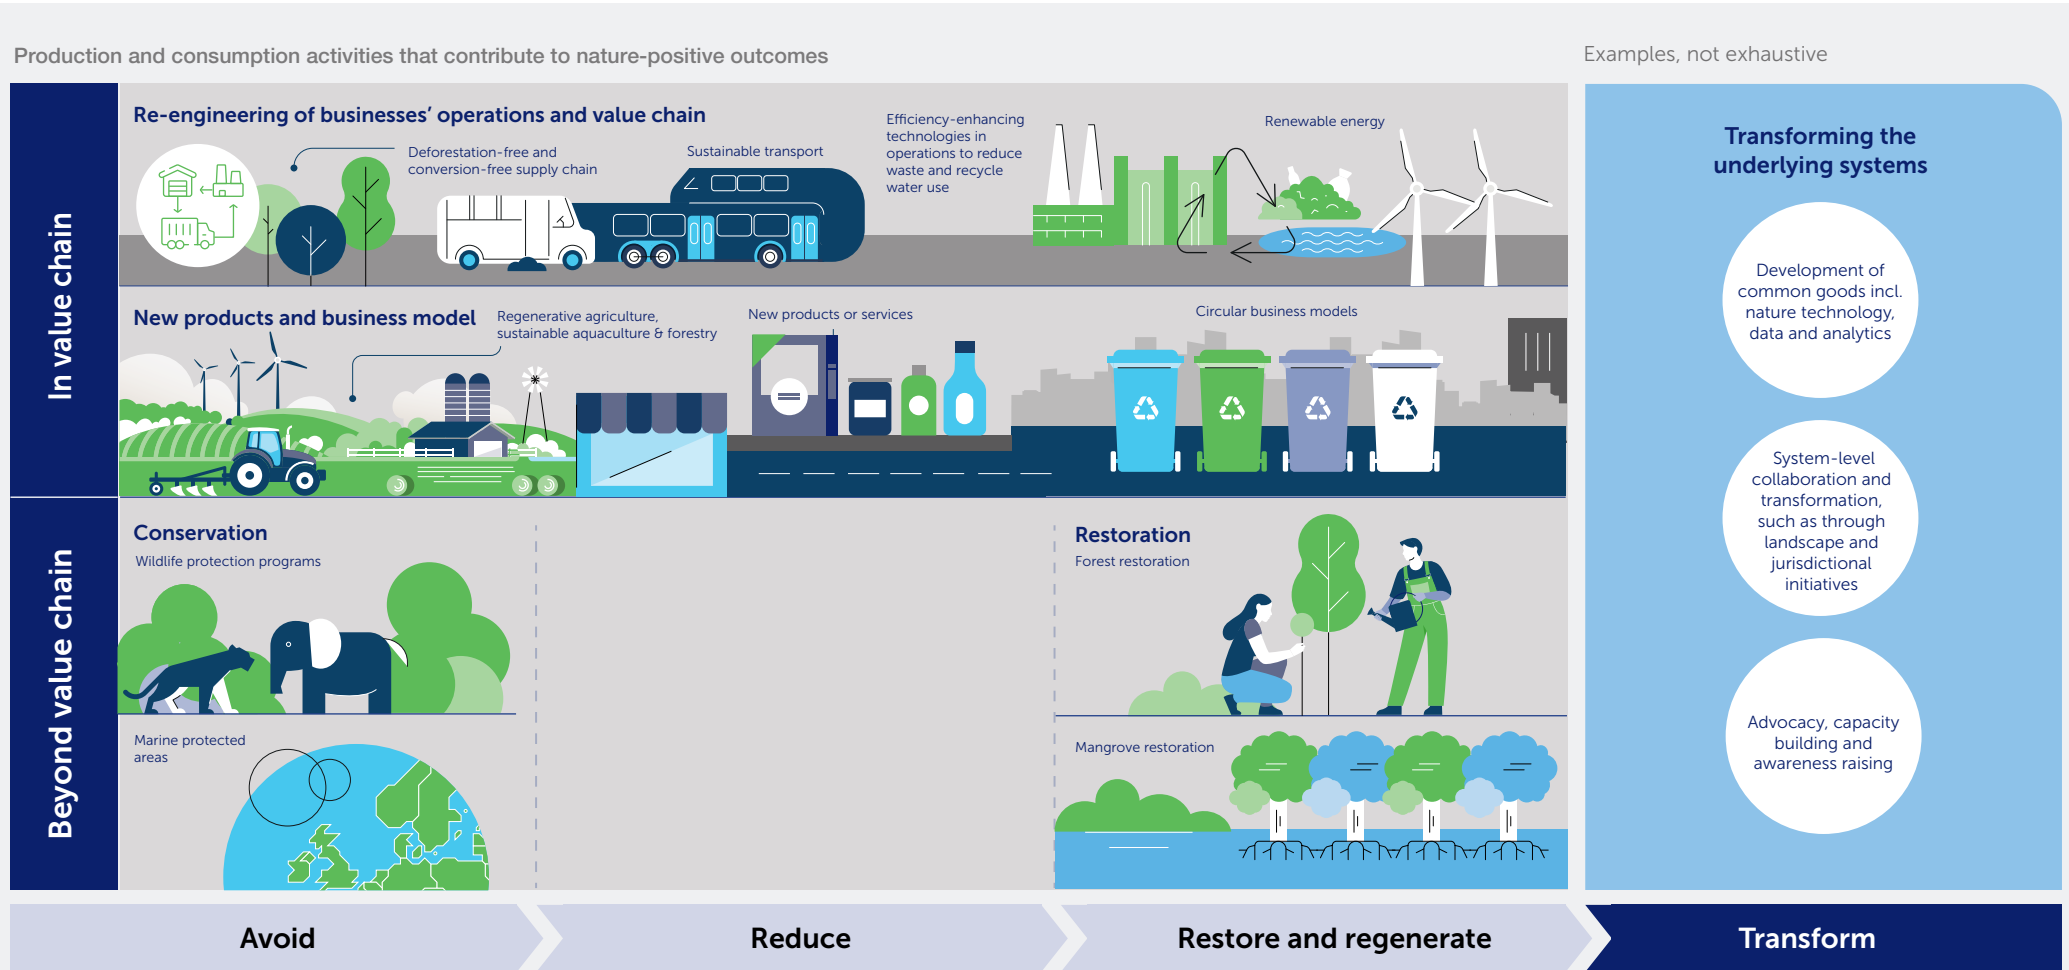 Production and consumption activities that contribute to nature-positive outcomes
Examples, not exhaustive
In value chain
Re-engineering of businesses’ operations and value chain
Deforestation-free and
conversion-free supply chain
Sustainable transport
Efficiency-enhancing
technologies in
operations to reduce
waste and recycle
water use
Renewable energy
New products and business model
Regenerative agriculture,
sustainable aquaculture & forestry
New products or services
Circular business models
Beyond value chain
Conservation
Wildlife protection programs
Marine protected
areas
Restoration
Forest restoration
Mangrove restoration
Transforming the
underlying systems
Development of
common goods incl.
nature technology,
data and analytics
System-level
collaboration and
transformation,
such as through
landscape and
jurisdictional
initiatives
Advocacy, capacity
building and
awareness raising
Avoid
Reduce
Restore and regenerate
Transform